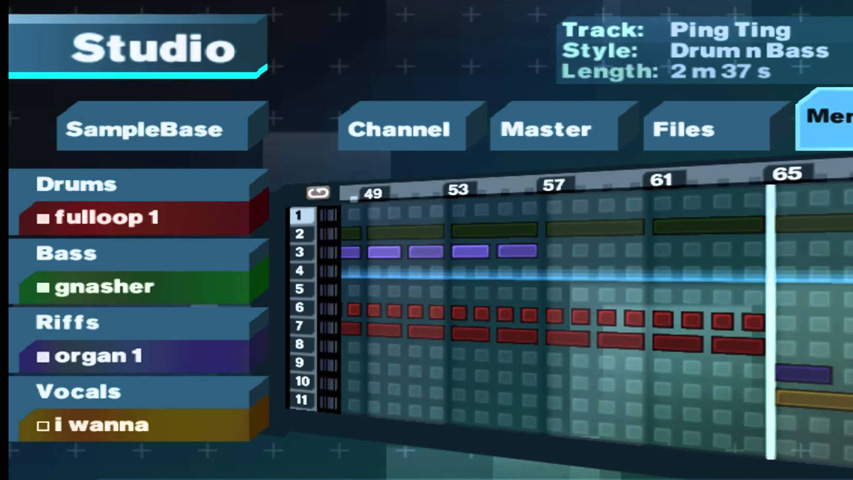 Studio
Track: Ping Ting
Style: Drum n Bass
Length: 2 m 37 s
SampleBase
Channel
Master
Files
Mer
Drums
fulloop 1
Bass
gnasher
Riffs
organ 1
Vocals
i wanna
49 53 57 61 65
1
2
3
4
5
6
7
8
9
10
11